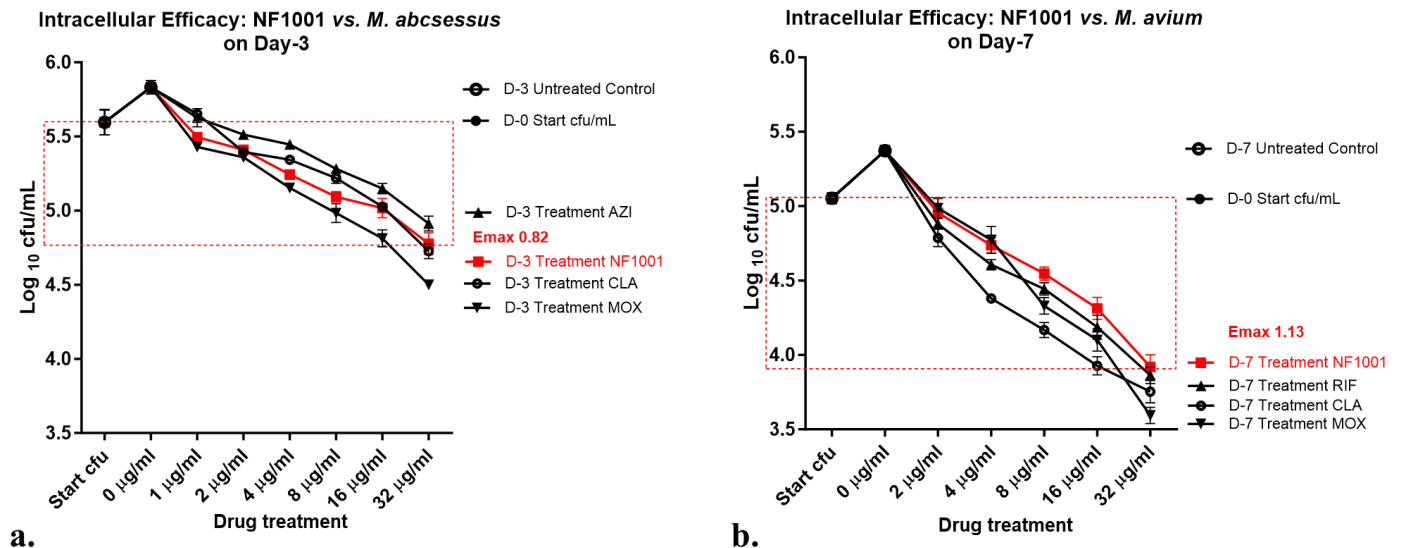 Intracellular Efficacy: NF1001 vs. M. abcsessus
on Day-3
Log 10 cfu/mL
6.0
5.5
5.0
4.5
4.0
3.5
Start cfu
0 µg/ml
1 µg/ml
2 µg/ml
4 µg/ml
8 µg/ml
16 µg/ml
32 µg/ml
Drug treatment
D-3 Untreated Control
D-0 Start cfu/mL
D-3 Treatment AZI
Emax 0.82
D-3 Treatment NF1001
D-3 Treatment CLA
D-3 Treatment MOX
a.
Intracellular Efficacy: NF1001 vs. M. avium
on Day-7
Log 10 cfu/mL
6.0
5.5
5.0
4.5
4.0
3.5
Start cfu
0 µg/ml
2 µg/ml
4 µg/ml
8 µg/ml
16 µg/ml
32 µg/ml
Drug treatment
D-7 Untreated Control
D-0 Start cfu/mL
Emax 1.13
D-7 Treatment NF1001
D-7 Treatment RIF
D-7 Treatment CLA
D-7 Treatment MOX
b.